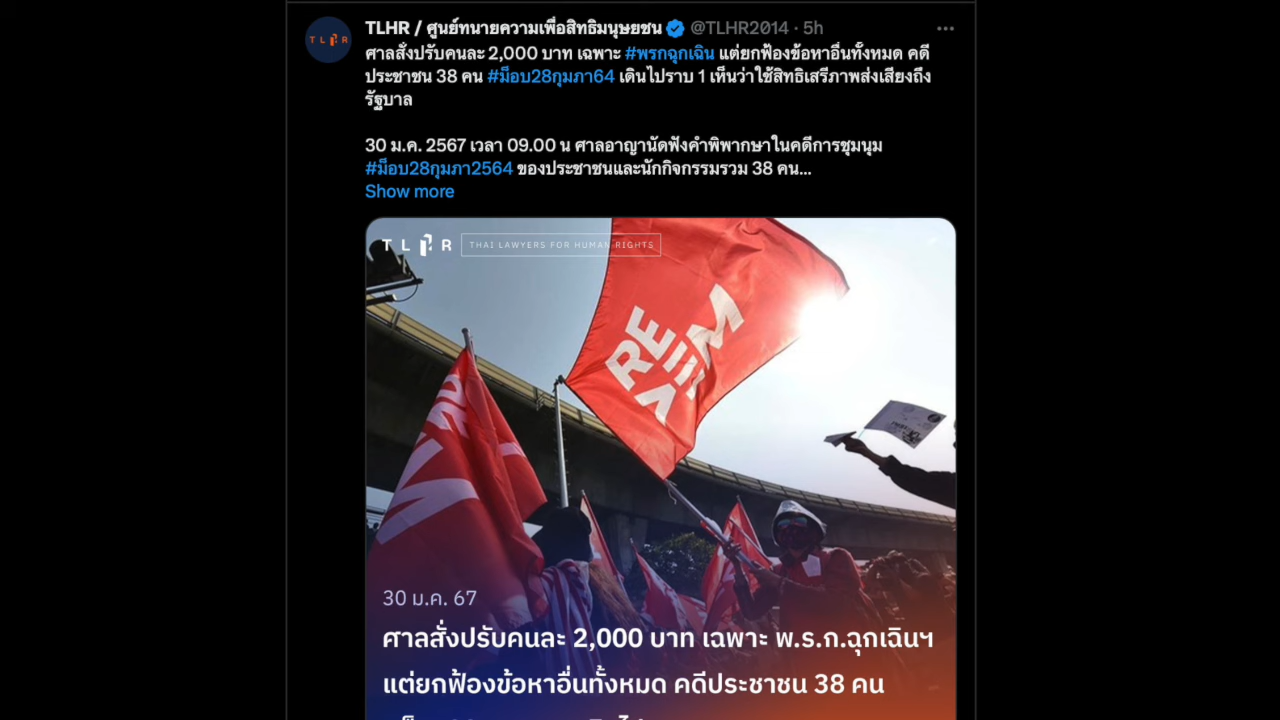 TLHR / ศูนย์ทนายความเพื่อสิทธิมนุษยชน @TLHR2014 · 5h
TLHR
ศาลสั่งปรับคนละ 2,000 บาท เฉพาะ #พรกฉุกเฉิน แต่ยกฟ้องข้อหาอื่นทั้งหมด คดี
ประชาชน 38 คน #ม็อบ28กุมภา64 เดินไปราบ 1 เห็นว่าใช้สิทธิเสรีภาพส่งเสียงถึง
รัฐบาล
30 ม.ค. 2567 เวลา 09.00 น ศาลอาญานัดฟังคำพิพากษาในคดีการชุมนุม
#ม็อบ28กุมภา2564 ของประชาชนและนักกิจกรรมรวม 38 คน...
Show more
TLHR THAI LAWYERS FOR HUMAN RIGHTS
30 ม.ค. 67
ศาลสั่งปรับคนละ 2,000 บาท เฉพาะ พ.ร.ก.ฉุกเฉินฯ
แต่ยกฟ้องข้อหาอื่นทั้งหมด คดีประชาชน 38 คน